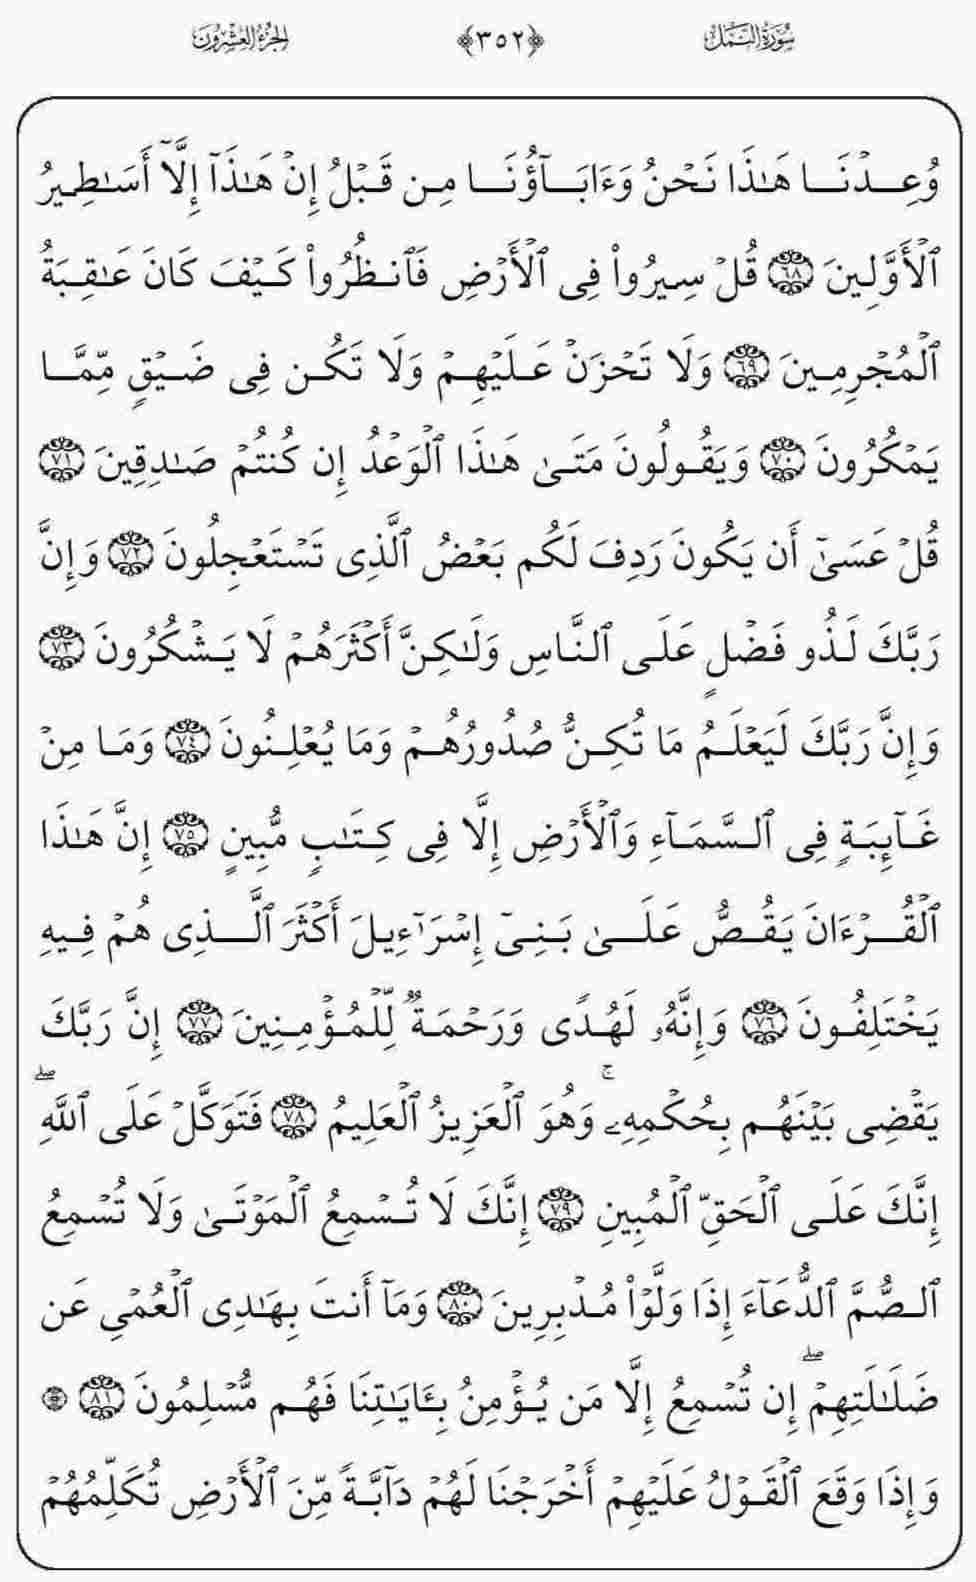 سُورَةُ النَّمْلِ ﴿٣٥٢﴾ الجُزْءُ العِشْرُونَ
وُعِدْنَا هَـٰذَا نَحْنُ وَءَابَآؤُنَا مِن قَبْلُ إِنْ هَـٰذَآ إِلَّآ أَسَـٰطِيرُ
ٱلْأَوَّلِينَ ٦٨ قُلْ سِيرُوا۟ فِى ٱلْأَرْضِ فَٱنظُرُوا۟ كَيْفَ كَانَ عَـٰقِبَةُ
ٱلْمُجْرِمِينَ ٦٩ وَلَا تَحْزَنْ عَلَيْهِمْ وَلَا تَكُن فِى ضَيْقٍ مِّمَّا
يَمْكُرُونَ ٧٠ وَيَقُولُونَ مَتَىٰ هَـٰذَا ٱلْوَعْدُ إِن كُنتُمْ صَـٰدِقِينَ ٧١
قُلْ عَسَىٰٓ أَن يَكُونَ رَدِفَ لَكُم بَعْضُ ٱلَّذِى تَسْتَعْجِلُونَ ٧٢ وَإِنَّ
رَبَّكَ لَذُو فَضْلٍ عَلَى ٱلنَّاسِ وَلَـٰكِنَّ أَكْثَرَهُمْ لَا يَشْكُرُونَ ٧٣
وَإِنَّ رَبَّكَ لَيَعْلَمُ مَا تُكِنُّ صُدُورُهُمْ وَمَا يُعْلِنُونَ ٧٤ وَمَا مِنْ
غَآئِبَةٍ فِى ٱلسَّمَآءِ وَٱلْأَرْضِ إِلَّا فِى كِتَـٰبٍ مُّبِينٍ ٧٥ إِنَّ هَـٰذَا
ٱلْقُرْءَانَ يَقُصُّ عَلَىٰ بَنِىٓ إِسْرَٰٓءِيلَ أَكْثَرَ ٱلَّذِى هُمْ فِيهِ
يَخْتَلِفُونَ ٧٦ وَإِنَّهُۥ لَهُدًى وَرَحْمَةٌ لِّلْمُؤْمِنِينَ ٧٧ إِنَّ رَبَّكَ
يَقْضِى بَيْنَهُم بِحُكْمِهِۦ ۚ وَهُوَ ٱلْعَزِيزُ ٱلْعَلِيمُ ٧٨ فَتَوَكَّلْ عَلَى ٱللَّهِ ۖ
إِنَّكَ عَلَى ٱلْحَقِّ ٱلْمُبِينِ ٧٩ إِنَّكَ لَا تُسْمِعُ ٱلْمَوْتَىٰ وَلَا تُسْمِعُ
ٱلصُّمَّ ٱلدُّعَآءَ إِذَا وَلَّوْا۟ مُدْبِرِينَ ٨٠ وَمَآ أَنتَ بِهَـٰدِى ٱلْعُمْىِ عَن
ضَلَـٰلَتِهِمْ ۖ إِن تُسْمِعُ إِلَّا مَن يُؤْمِنُ بِـَٔايَـٰتِنَا فَهُم مُّسْلِمُونَ ٨١ ۞
وَإِذَا وَقَعَ ٱلْقَوْلُ عَلَيْهِمْ أَخْرَجْنَا لَهُمْ دَآبَّةً مِّنَ ٱلْأَرْضِ تُكَلِّمُهُمْ